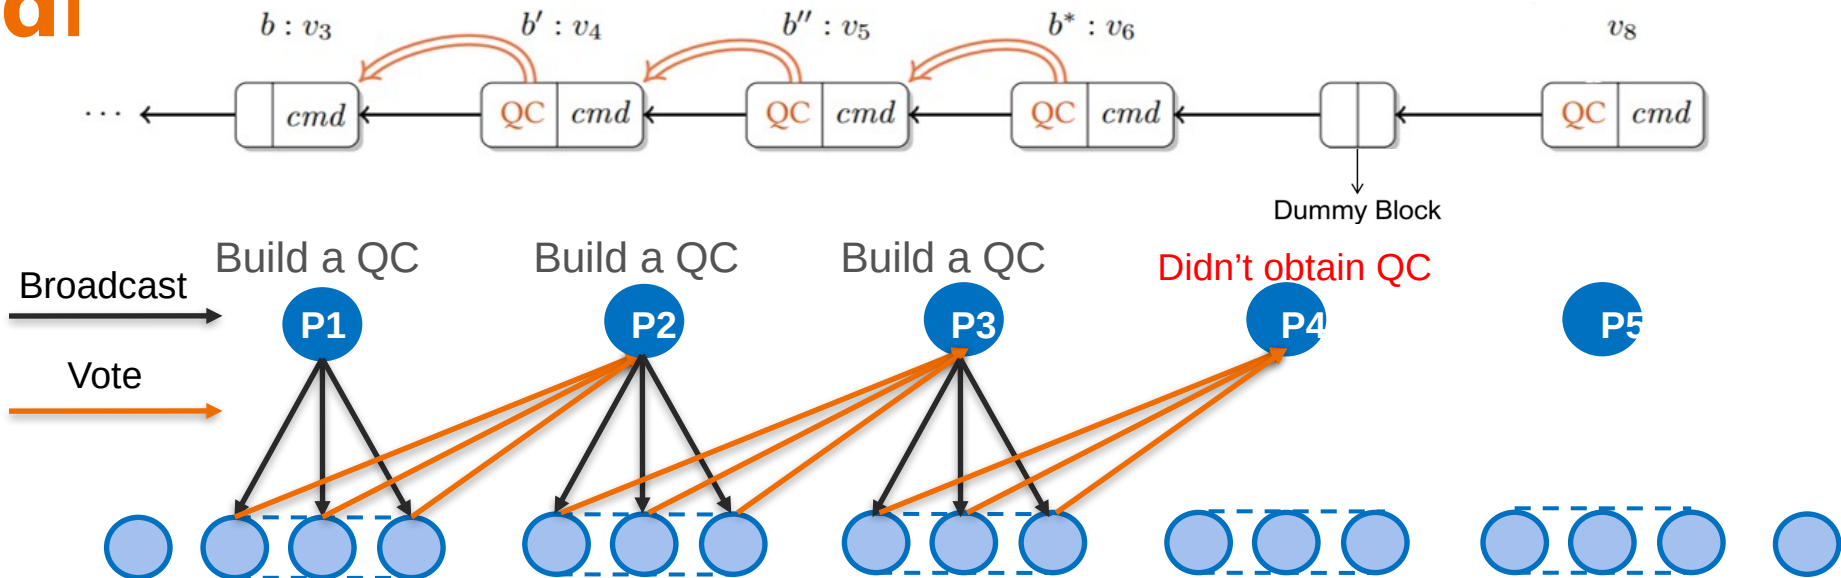 b : v₃ b′ : v₄ b″ : v₅ b* : v₆ v₈
··· cmd QC cmd QC cmd QC cmd QC cmd
Dummy Block
Build a QC Build a QC Build a QC Didn’t obtain QC
Broadcast
P1 P2 P3 P4 P5
Vote